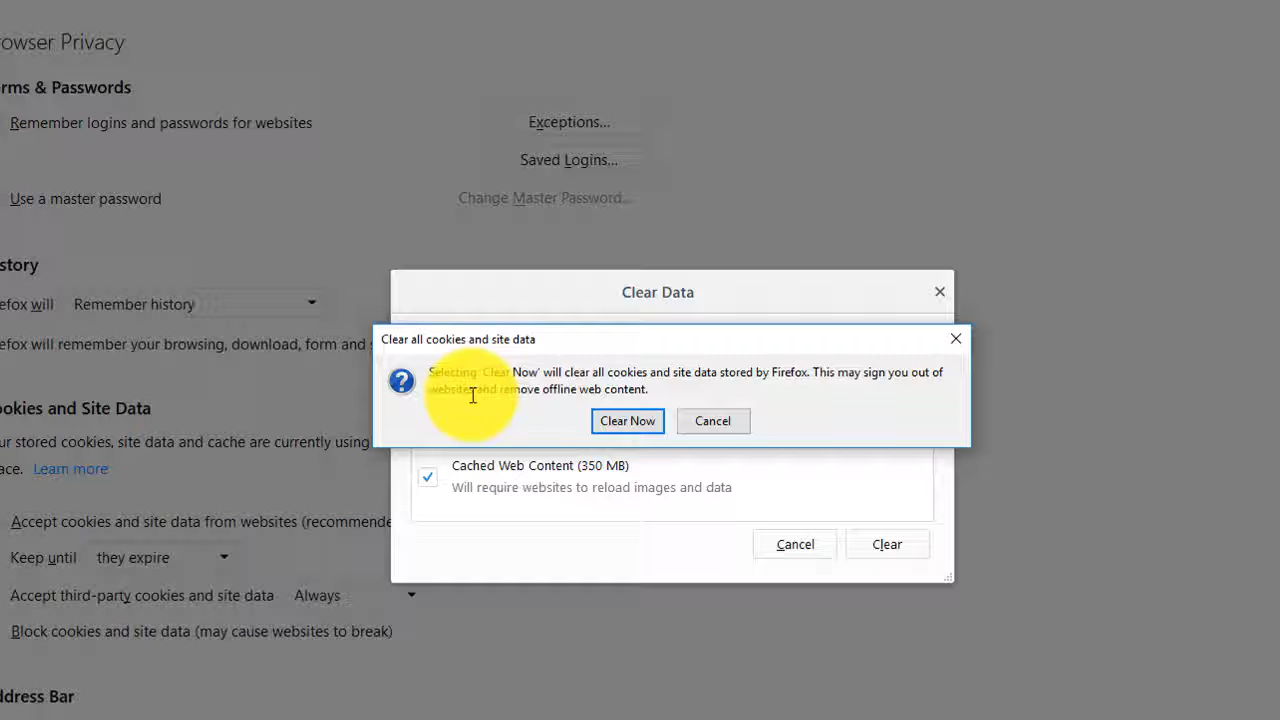 rowser Privacy
rms & Passwords
Remember logins and passwords for websites
Exceptions...
Saved Logins...
Use a master password
Change Master Password...
story
efox will Remember history
efox will remember your browsing, download, form and s
ookies and Site Data
ur stored cookies, site data and cache are currently using
ace. Learn more
Accept cookies and site data from websites (recommende
Keep until they expire
Accept third-party cookies and site data Always
Block cookies and site data (may cause websites to break)
ddress Bar
Clear Data
Clear all cookies and site data
Selecting 'Clear Now' will clear all cookies and site data stored by Firefox. This may sign you out of
websites and remove offline web content.
Clear Now Cancel
Cached Web Content (350 MB)
Will require websites to reload images and data
Cancel Clear